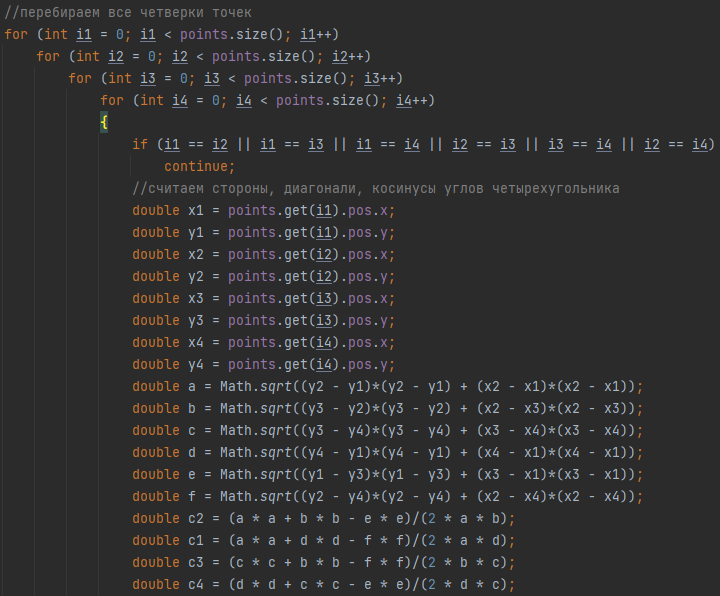 //перебираем все четверки точек
for (int i1 = 0; i1 < points.size(); i1++)
for (int i2 = 0; i2 < points.size(); i2++)
for (int i3 = 0; i3 < points.size(); i3++)
for (int i4 = 0; i4 < points.size(); i4++)
{
if (i1 == i2 || i1 == i3 || i1 == i4 || i2 == i3 || i3 == i4 || i2 == i4)
continue;
//считаем стороны, диагонали, косинусы углов четырехугольника
double x1 = points.get(i1).pos.x;
double y1 = points.get(i1).pos.y;
double x2 = points.get(i2).pos.x;
double y2 = points.get(i2).pos.y;
double x3 = points.get(i3).pos.x;
double y3 = points.get(i3).pos.y;
double x4 = points.get(i4).pos.x;
double y4 = points.get(i4).pos.y;
double a = Math.sqrt((y2 - y1)*(y2 - y1) + (x2 - x1)*(x2 - x1));
double b = Math.sqrt((y3 - y2)*(y3 - y2) + (x2 - x3)*(x2 - x3));
double c = Math.sqrt((y3 - y4)*(y3 - y4) + (x3 - x4)*(x3 - x4));
double d = Math.sqrt((y4 - y1)*(y4 - y1) + (x4 - x1)*(x4 - x1));
double e = Math.sqrt((y1 - y3)*(y1 - y3) + (x3 - x1)*(x3 - x1));
double f = Math.sqrt((y2 - y4)*(y2 - y4) + (x2 - x4)*(x2 - x4));
double c2 = (a * a + b * b - e * e)/(2 * a * b);
double c1 = (a * a + d * d - f * f)/(2 * a * d);
double c3 = (c * c + b * b - f * f)/(2 * b * c);
double c4 = (d * d + c * c - e * e)/(2 * d * c);